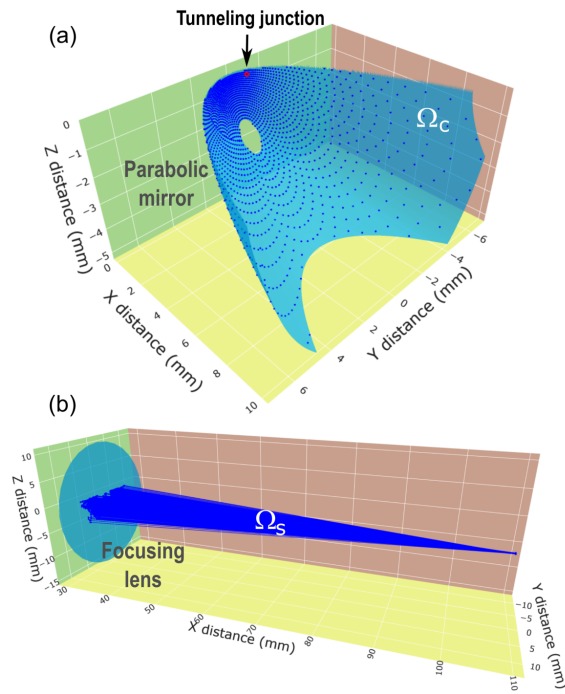 (a)
Tunneling junction
Ωc
Parabolic
mirror
0
−1
−2
−3
−4
−5
Z distance (mm)
0
2
4
6
8
10
X distance (mm)
−6
−4
−2
0
2
4
6
Y distance (mm)
(b)
10
5
0
−5
−10
−15
Z distance (mm)
Ωs
Focusing
lens
30
40
50
60
70
80
90
100
110
X distance (mm)
−10
−5
0
5
10
Y distance (mm)